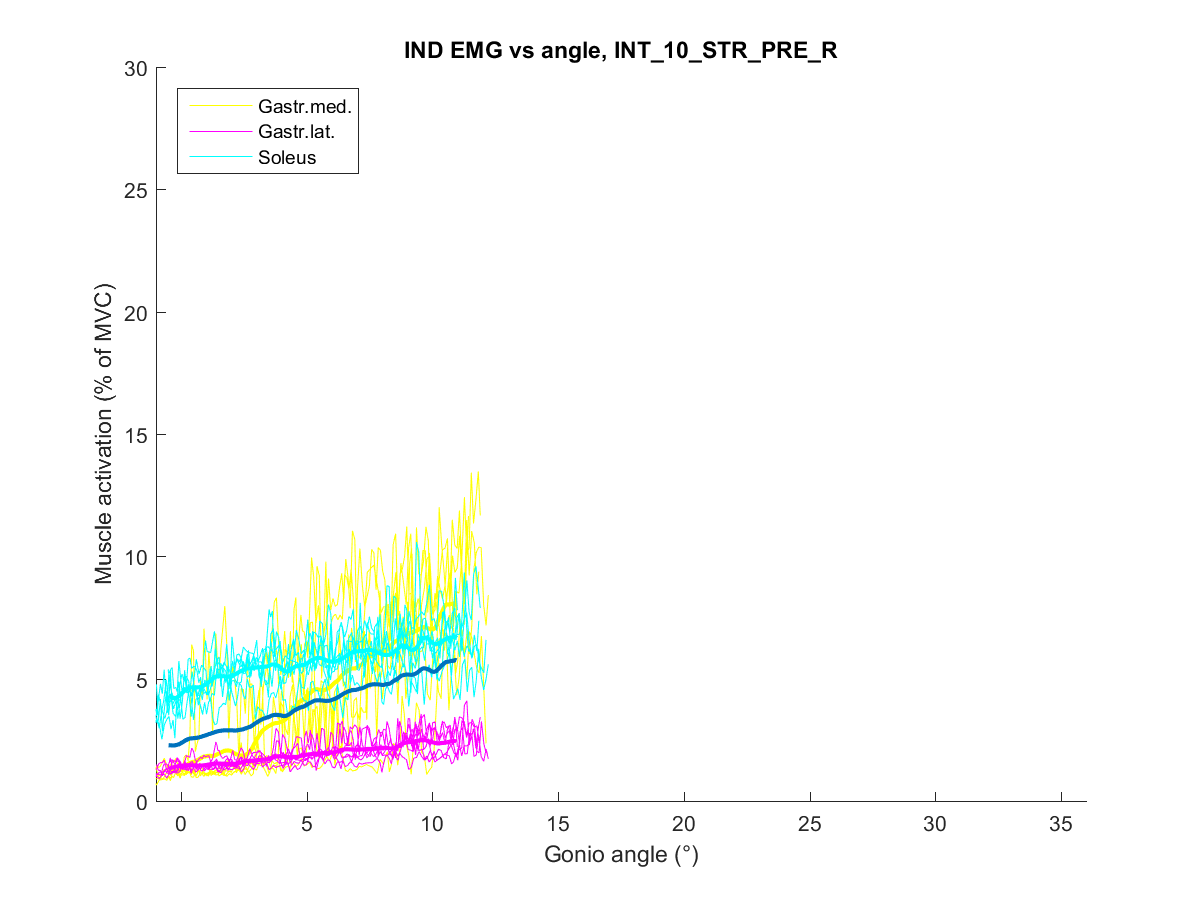 IND EMG vs angle, INT_10_STR_PRE_R
30
25
20
15
10
5
0
Gastr.med.
Gastr.lat.
Soleus
Muscle activation (% of MVC)
0 5 10 15 20 25 30 35
Gonio angle (°)